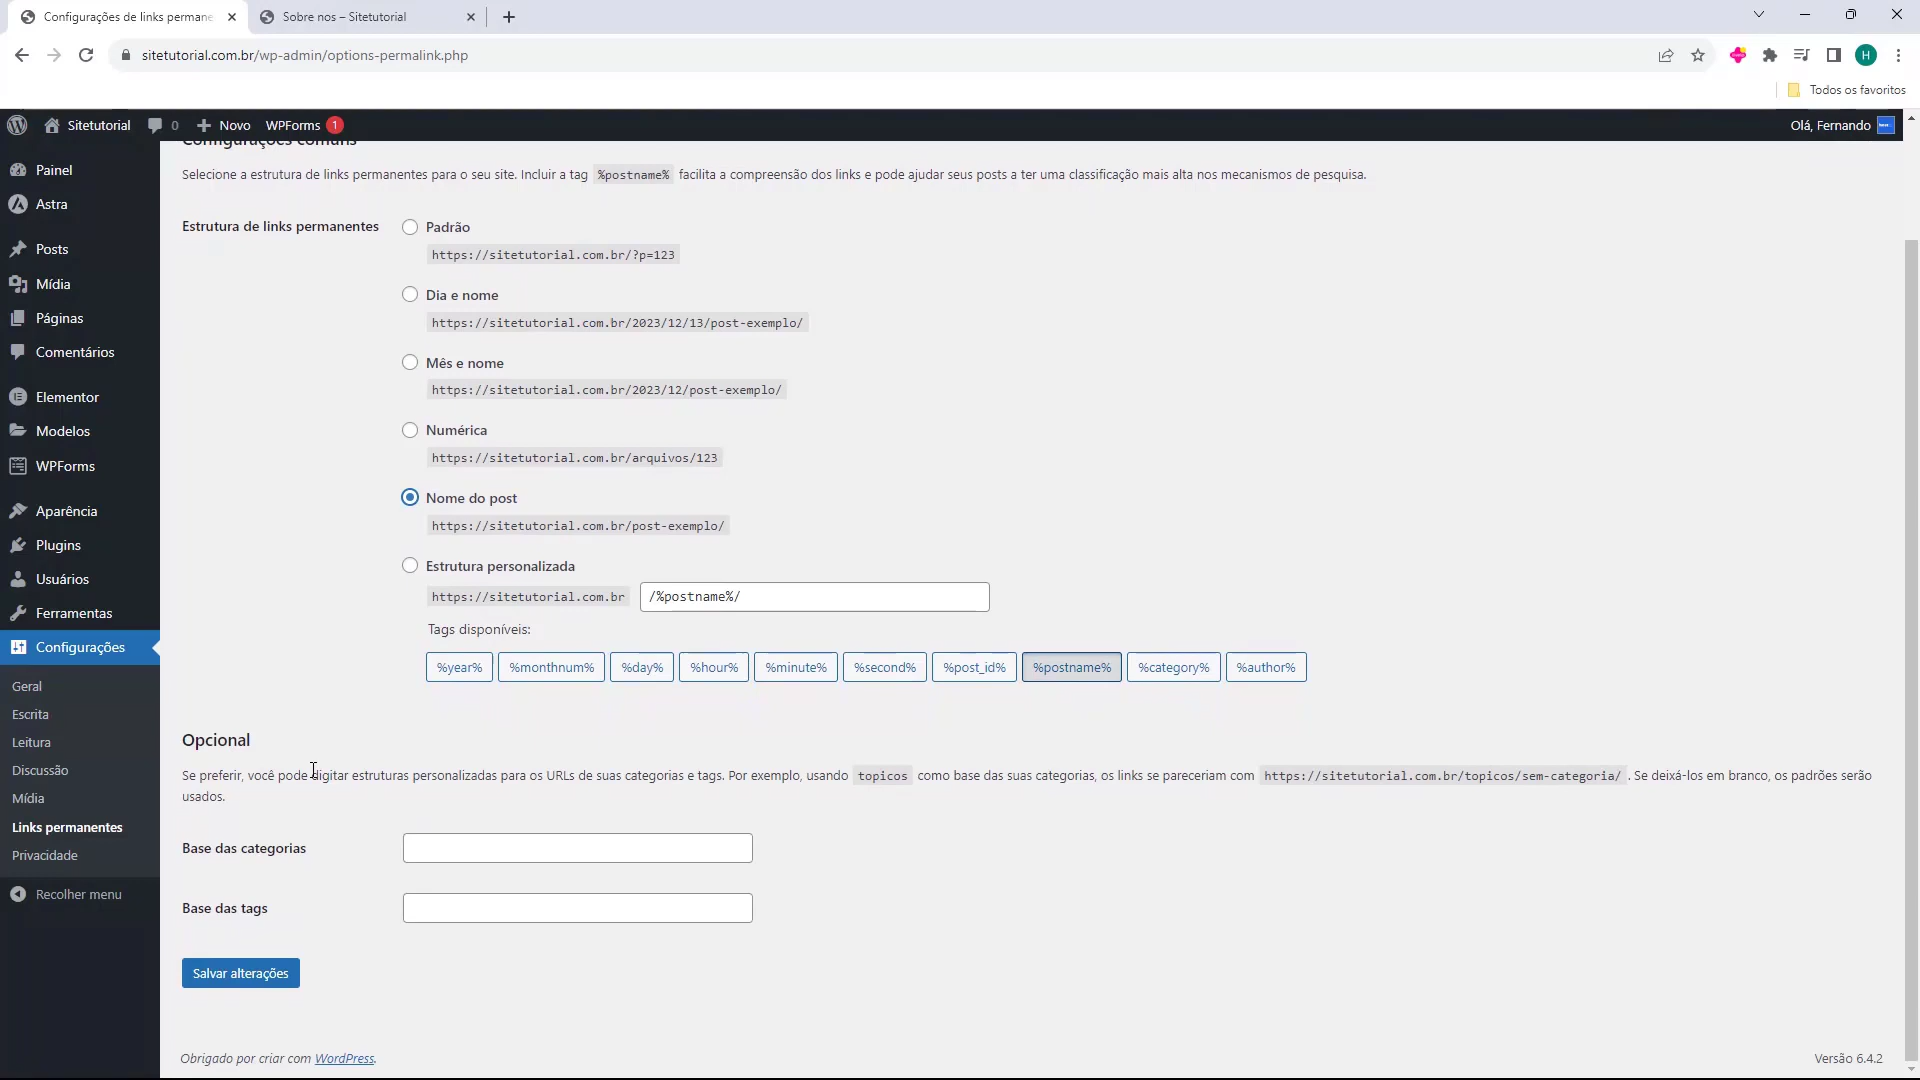 Configurações de links permane
Sobre nos – Sitetutorial
sitetutorial.com.br/wp-admin/options-permalink.php
H
Todos os favoritos
Sitetutorial
0
Novo
WPForms
1
Olá, Fernando
Painel
Astra
Posts
Mídia
Páginas
Comentários
Elementor
Modelos
WPForms
Aparência
Plugins
Usuários
Ferramentas
Configurações
Geral
Escrita
Leitura
Discussão
Mídia
Links permanentes
Privacidade
Recolher menu
Configurações comuns
Selecione a estrutura de links permanentes para o seu site. Incluir a tag %postname% facilita a compreensão dos links e pode ajudar seus posts a ter uma classificação mais alta nos mecanismos de pesquisa.
Estrutura de links permanentes
Padrão
https://sitetutorial.com.br/?p=123
Dia e nome
https://sitetutorial.com.br/2023/12/13/post-exemplo/
Mês e nome
https://sitetutorial.com.br/2023/12/post-exemplo/
Numérica
https://sitetutorial.com.br/arquivos/123
Nome do post
https://sitetutorial.com.br/post-exemplo/
Estrutura personalizada
https://sitetutorial.com.br /%postname%/
Tags disponíveis:
%year% %monthnum% %day% %hour% %minute% %second% %post_id% %postname% %category% %author%
Opcional
Se preferir, você pode digitar estruturas personalizadas para os URLs de suas categorias e tags. Por exemplo, usando topicos como base das suas categorias, os links se pareceriam com https://sitetutorial.com.br/topicos/sem-categoria/ . Se deixá-los em branco, os padrões serão
usados.
Base das categorias
Base das tags
Salvar alterações
Obrigado por criar com WordPress.
Versão 6.4.2